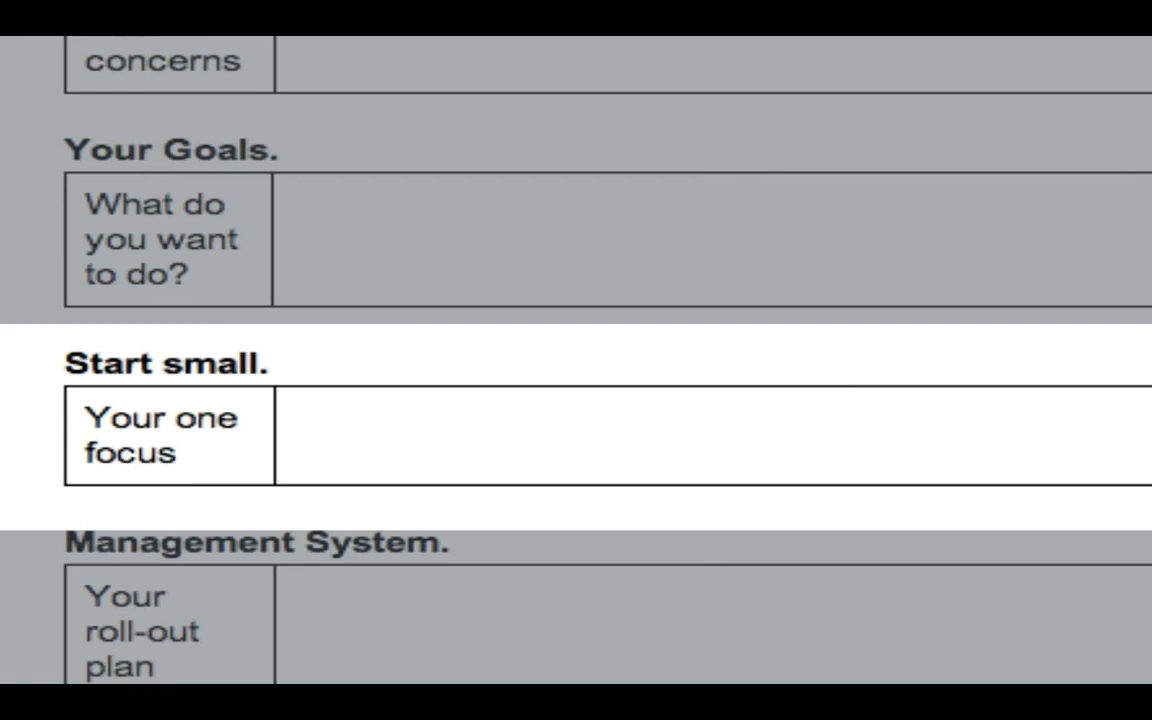 concerns
Your Goals.
What do
you want
to do?
Start small.
Your one
focus
Management System.
Your
roll-out
plan